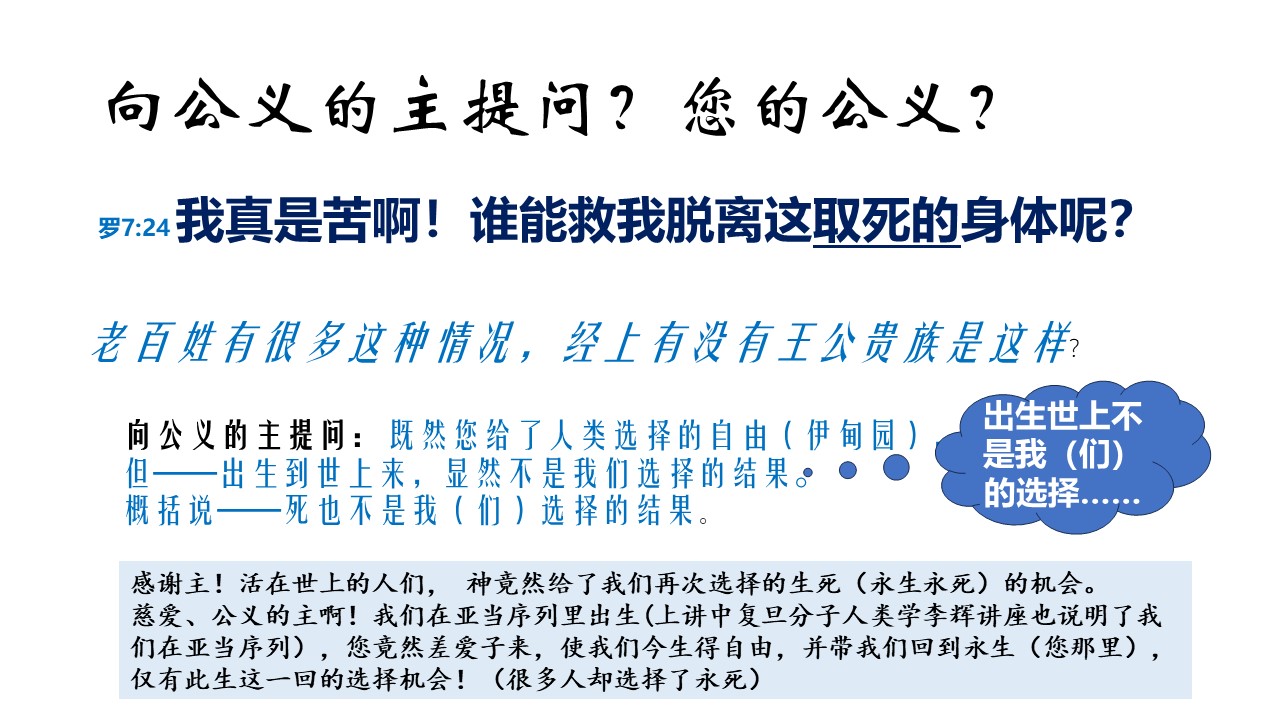 向公义的主提问？您的公义？
罗7:24 我真是苦啊！谁能救我脱离这取死的身体呢？
老百姓有很多这种情况，经上有没有王公贵族是这样？
向公义的主提问：既然您给了人类选择的自由（伊甸园），
但——出生到世上来，显然不是我们选择的结果。
概括说——死也不是我（们）选择的结果。
出生世上不
是我（们）
的选择……
感谢主！活在世上的人们， 神竟然给了我们再次选择的生死（永生永死）的机会。
慈爱、公义的主啊！我们在亚当序列里出生(上讲中复旦分子人类学李辉讲座也说明了我
们在亚当序列），您竟然差爱子来，使我们今生得自由，并带我们回到永生（您那里），
仅有此生这一回的选择机会！（很多人却选择了永死）